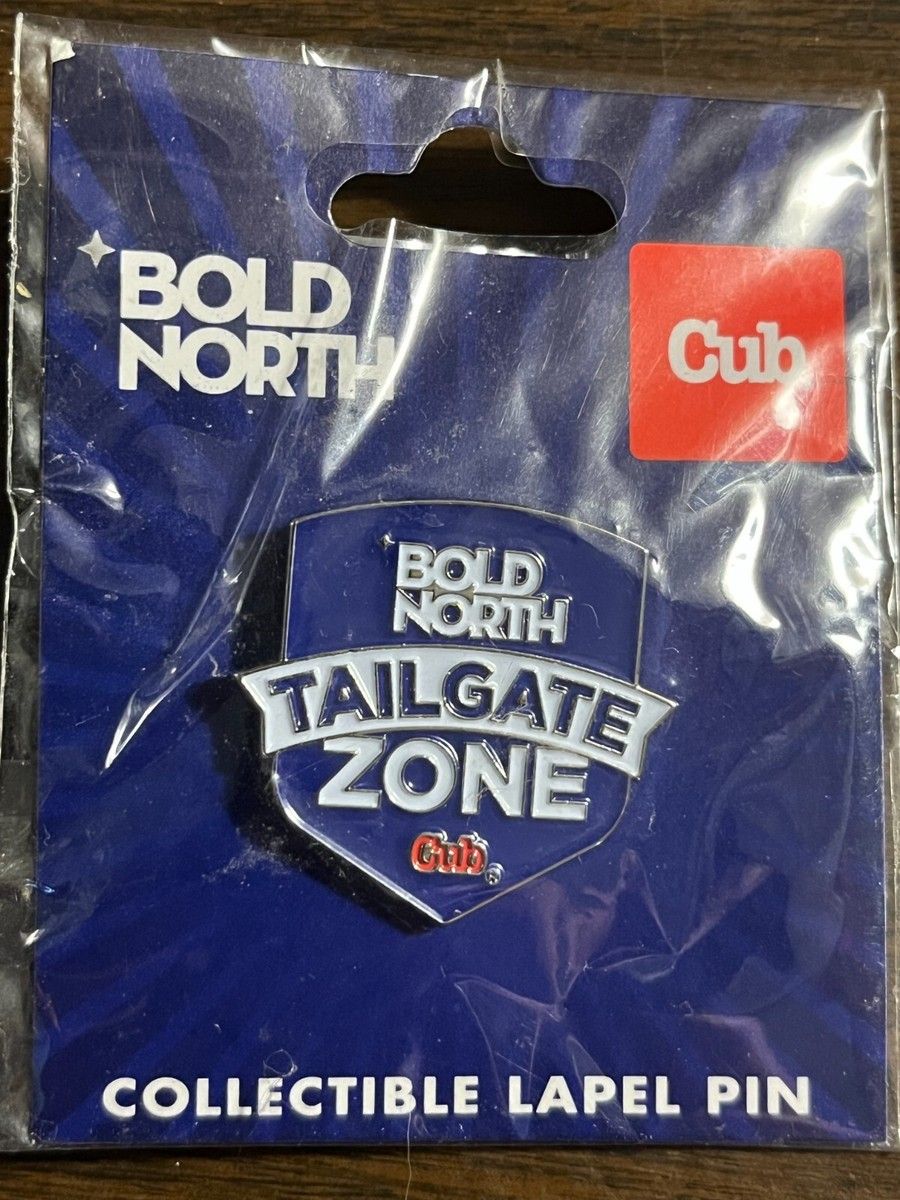 BOLD
NORTH
Cub
BOLD
NORTH
TAILGATE
ZONE
Cub®
COLLECTIBLE LAPEL PIN